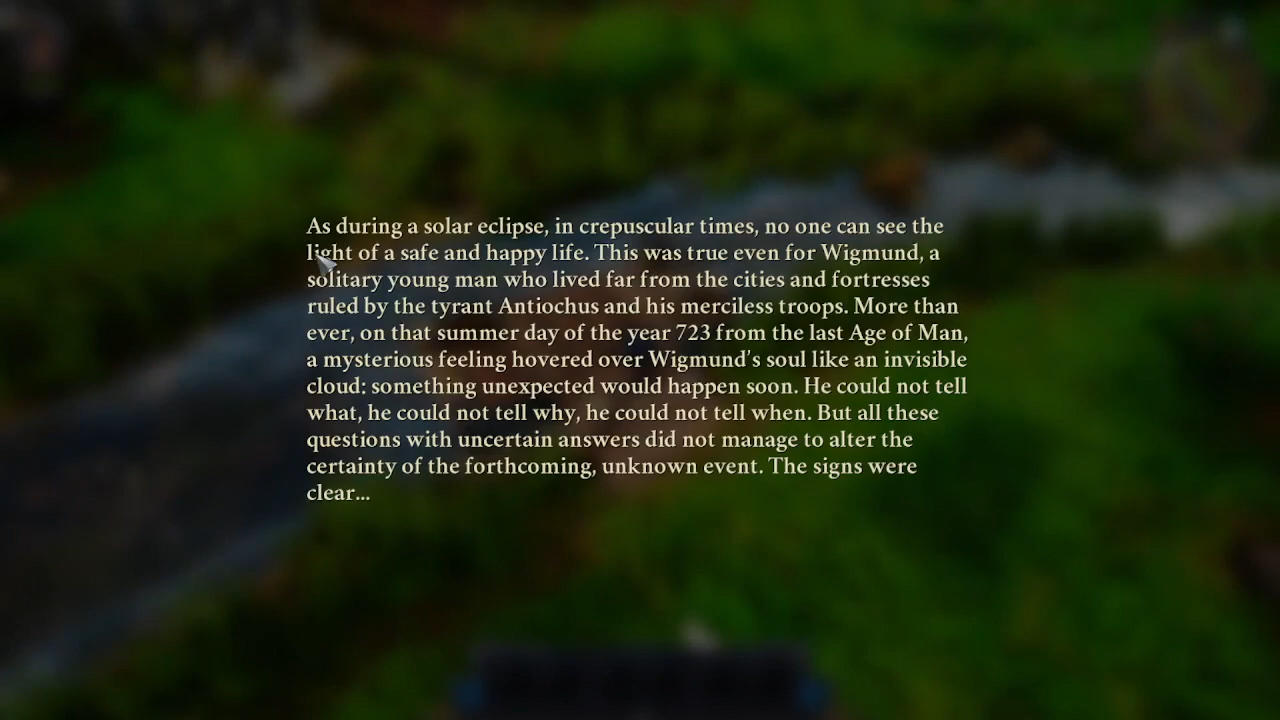 As during a solar eclipse, in crepuscular times, no one can see the
light of a safe and happy life. This was true even for Wigmund, a
solitary young man who lived far from the cities and fortresses
ruled by the tyrant Antiochus and his merciless troops. More than
ever, on that summer day of the year 723 from the last Age of Man,
a mysterious feeling hovered over Wigmund's soul like an invisible
cloud: something unexpected would happen soon. He could not tell
what, he could not tell why, he could not tell when. But all these
questions with uncertain answers did not manage to alter the
certainty of the forthcoming, unknown event. The signs were
clear...